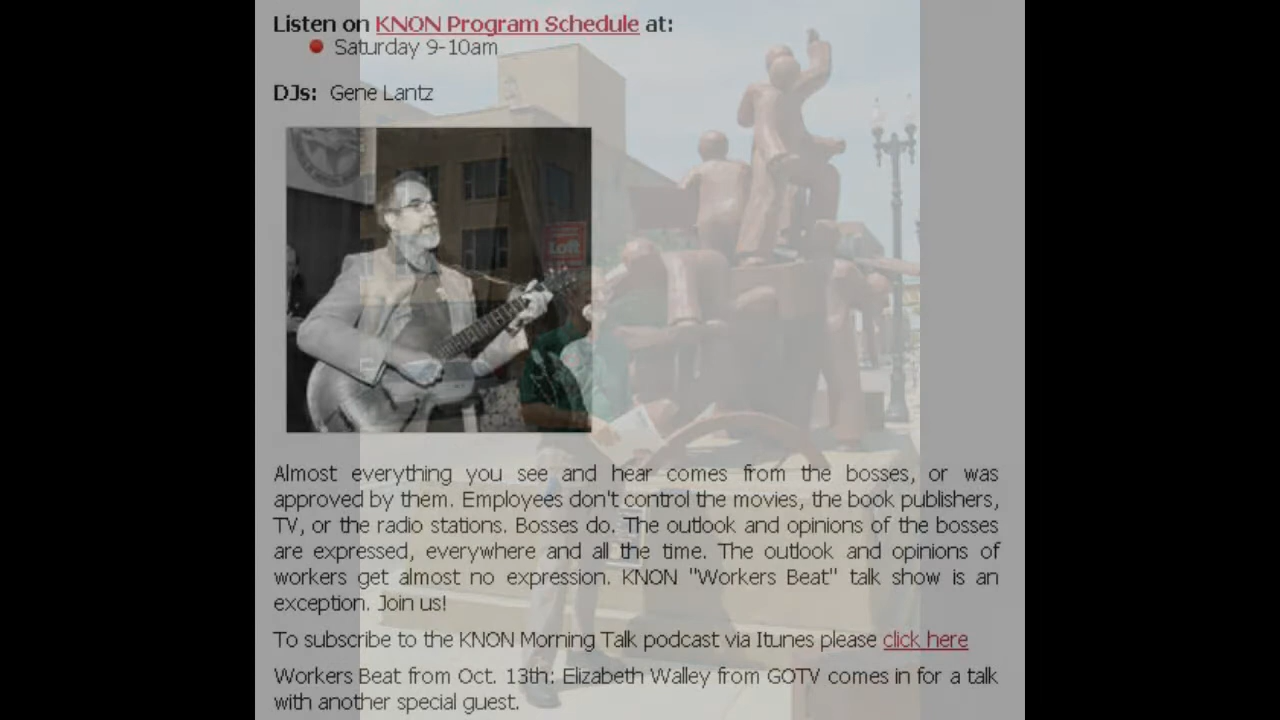 Listen on KNON Program Schedule at:
Saturday 9-10am
DJs: Gene Lantz
Loft
Almost everything you see and hear comes from the bosses, or was
approved by them. Employees don't control the movies, the book publishers,
TV, or the radio stations. Bosses do. The outlook and opinions of the bosses
are expressed, everywhere and all the time. The outlook and opinions of
workers get almost no expression. KNON "Workers Beat" talk show is an
exception. Join us!
To subscribe to the KNON Morning Talk podcast via Itunes please click here
Workers Beat from Oct. 13th: Elizabeth Walley from GOTV comes in for a talk
with another special guest.